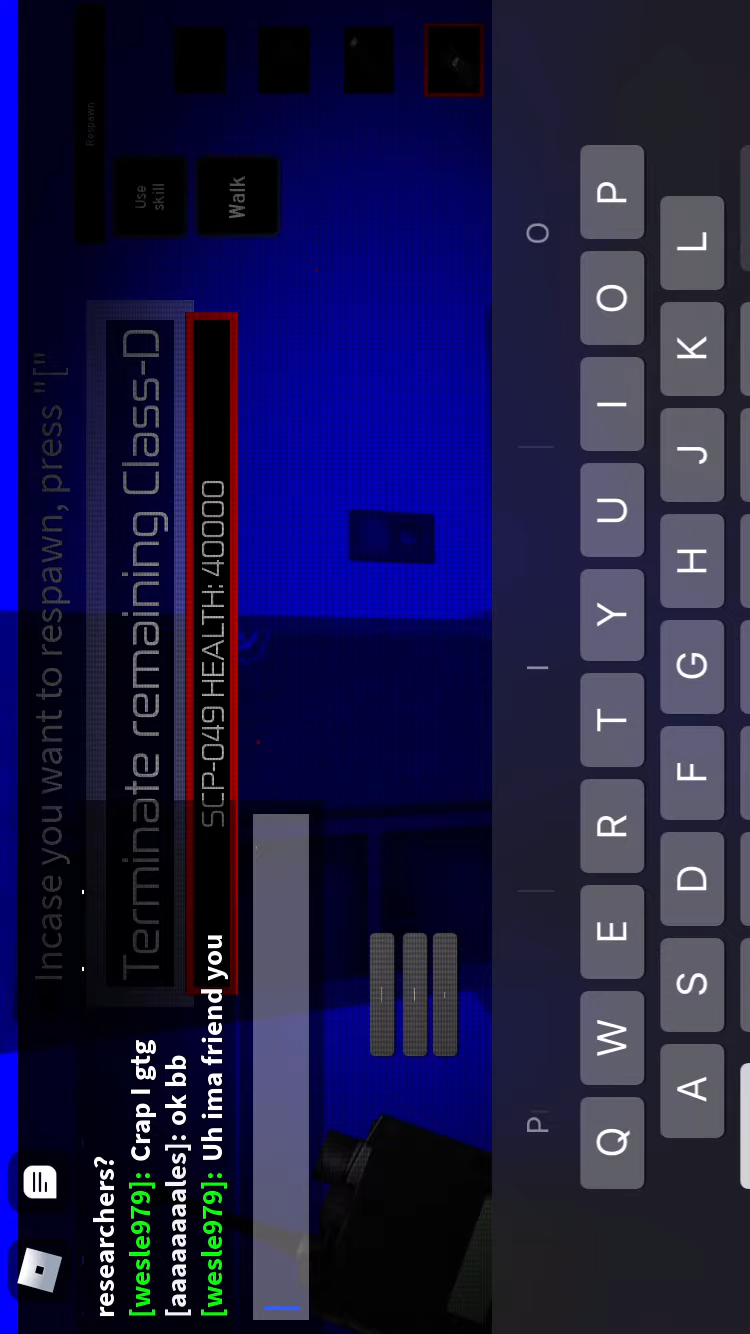 Incase you want to respawn, press "["
Respawn
Terminate remaining Class-D
Use
skill
Walk
SCP-049 HEALTH: 40000
researchers?
[wesle979]: Crap I gtg
[aaaaaaaales]: ok bb
[wesle979]: Uh ima friend you
P I O
Q W E R T Y U I O P
A S D F G H J K L